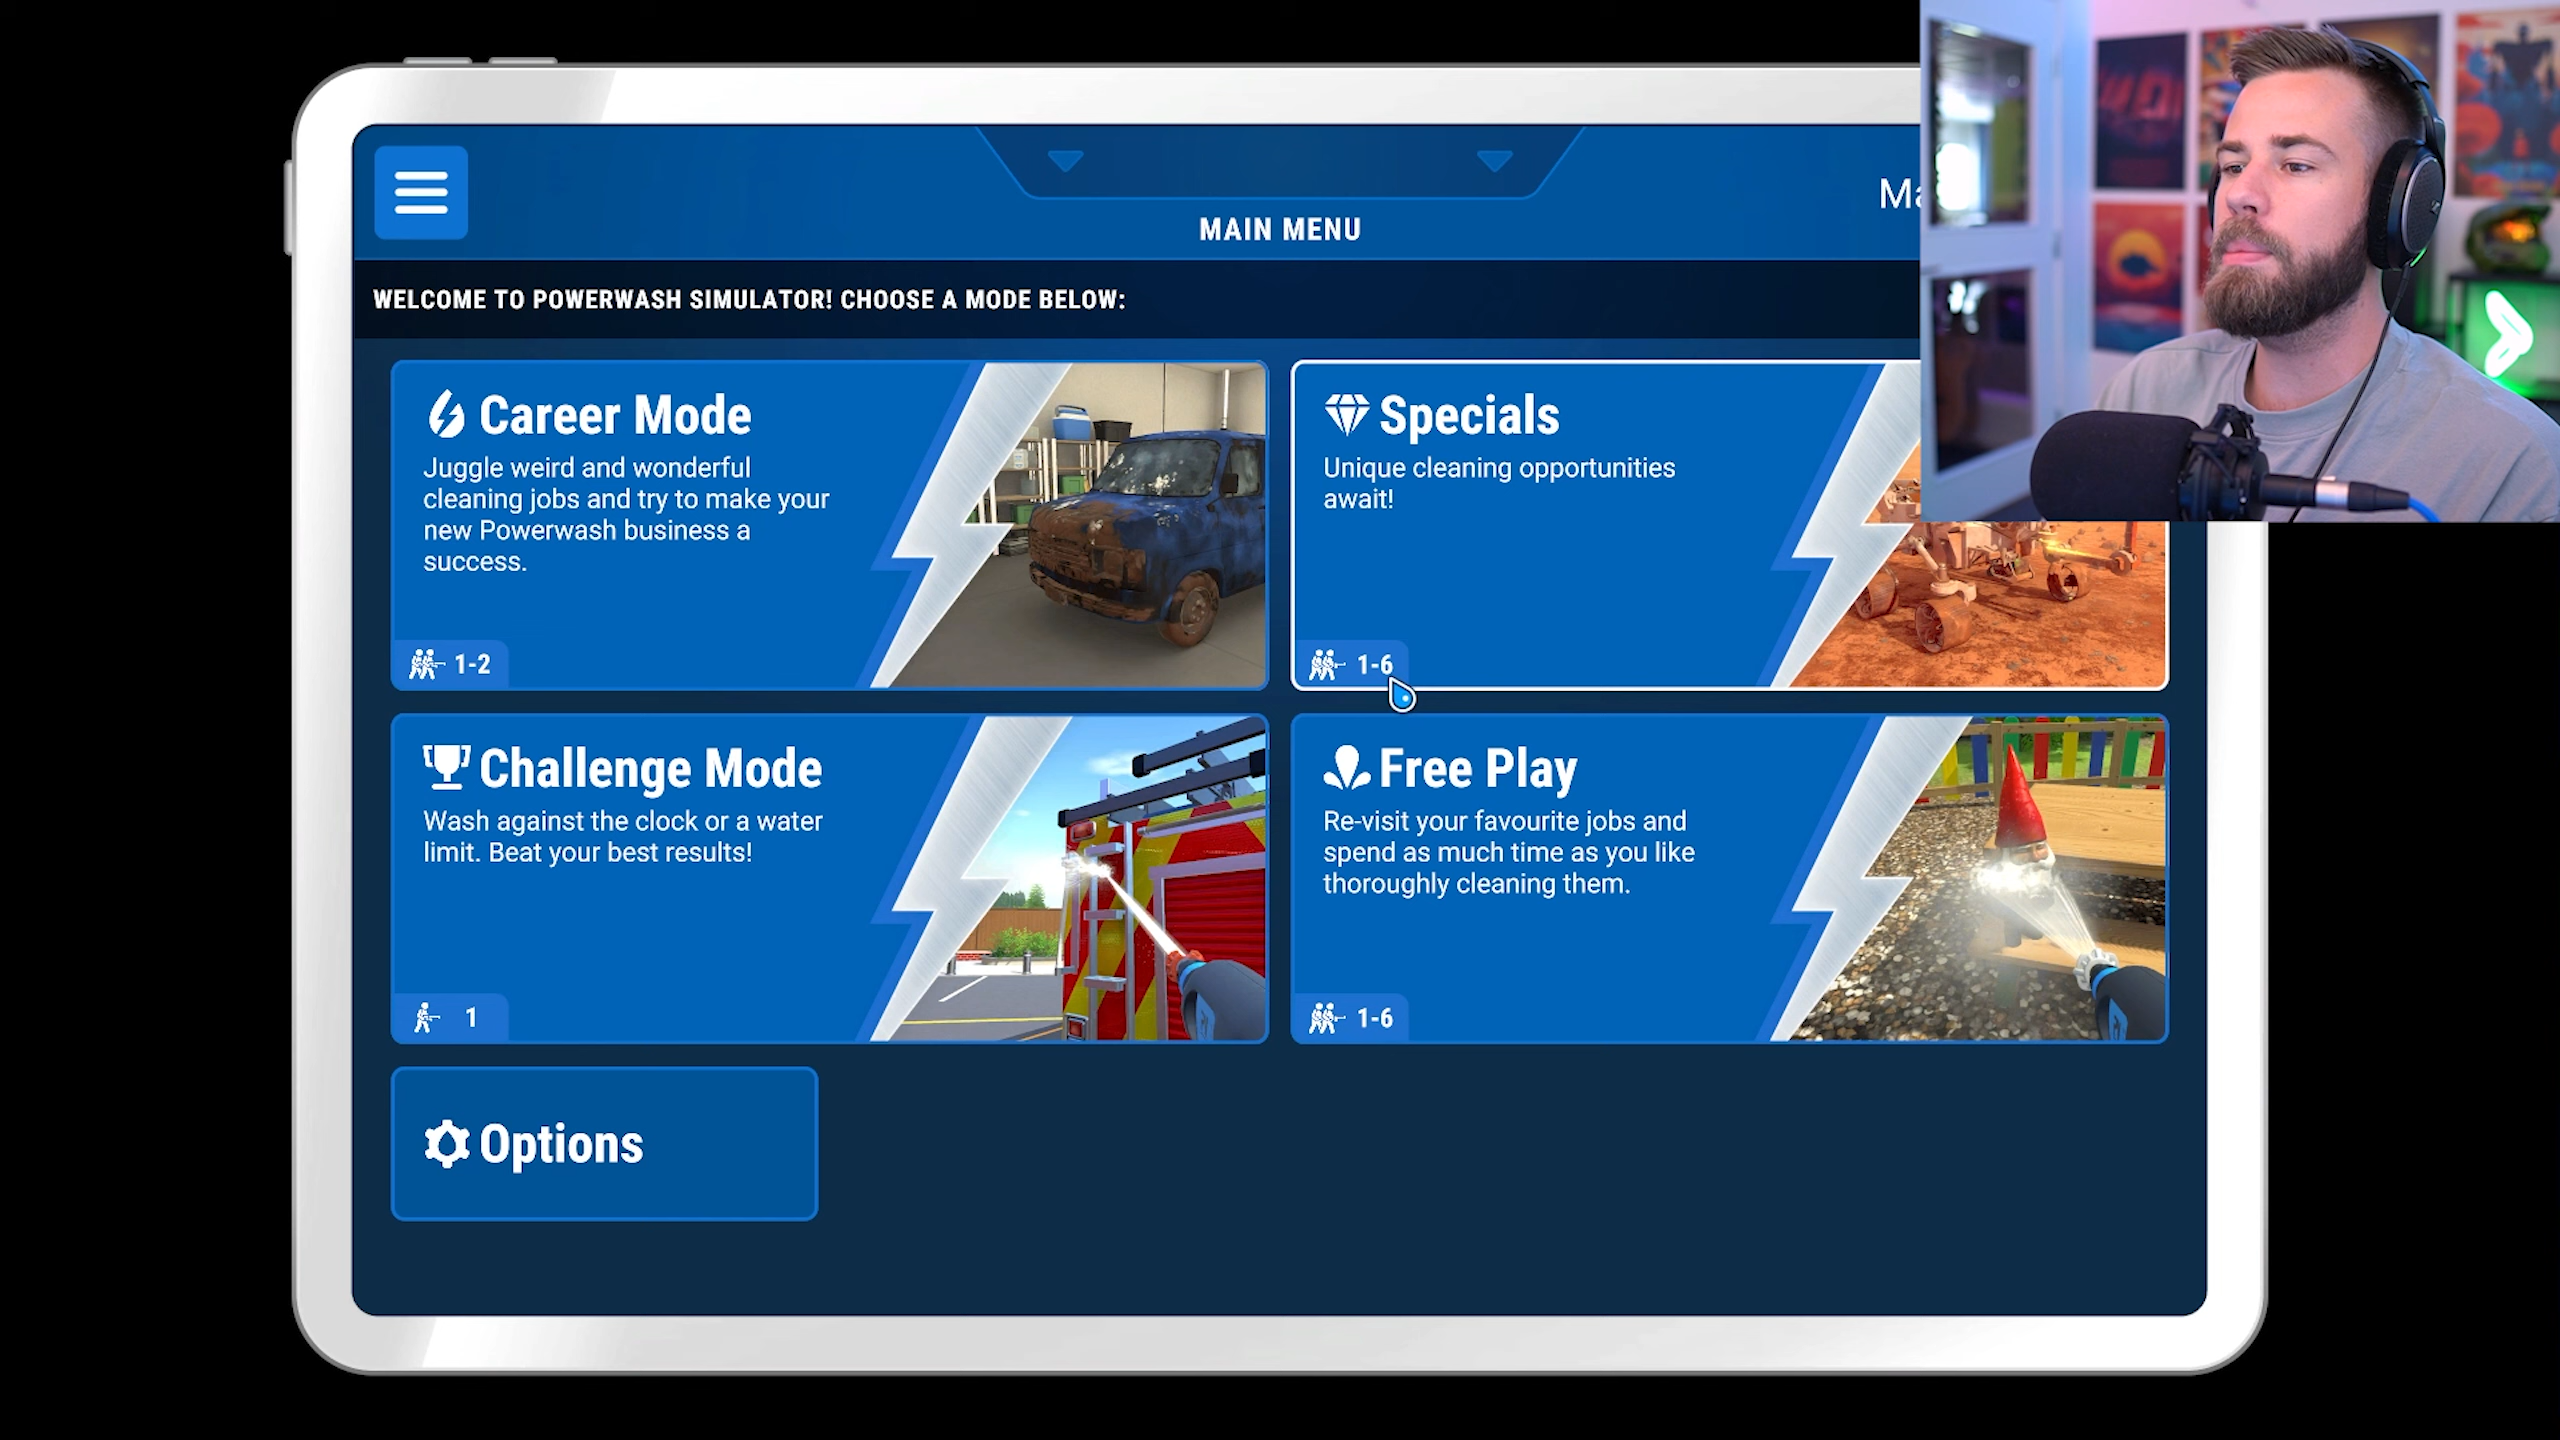 MAIN MENU
WELCOME TO POWERWASH SIMULATOR! CHOOSE A MODE BELOW:
Career Mode
Juggle weird and wonderful
cleaning jobs and try to make your
new Powerwash business a
success.
1-2
Specials
Unique cleaning opportunities
await!
1-6
Challenge Mode
Wash against the clock or a water
limit. Beat your best results!
1
Free Play
Re-visit your favourite jobs and
spend as much time as you like
thoroughly cleaning them.
1-6
Options